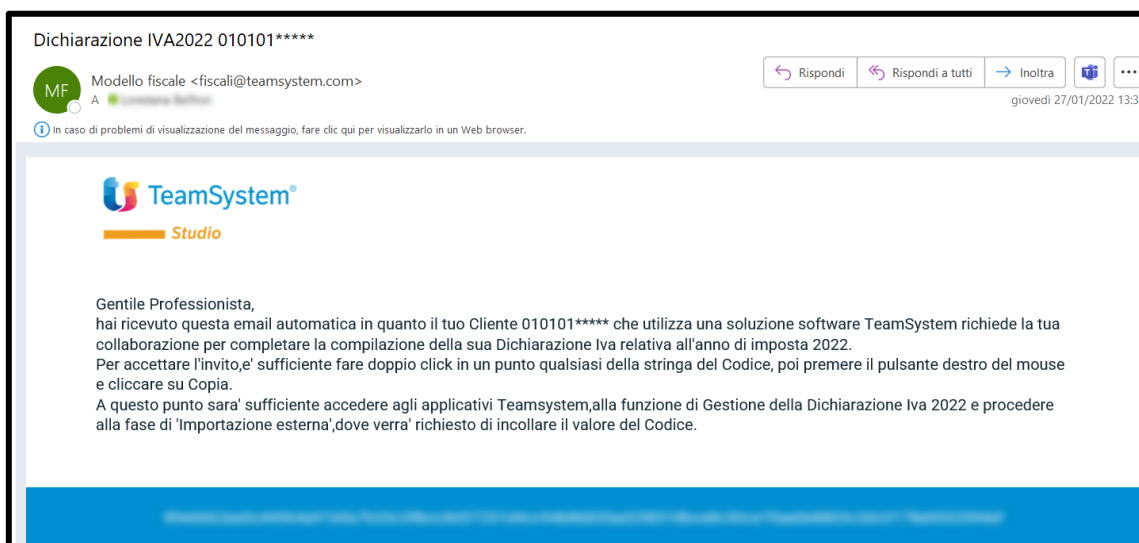 Dichiarazione IVA2022 010101*****
MF
Modello fiscale <fiscali@teamsystem.com>
A
Rispondi
Rispondi a tutti
Inoltra
giovedì 27/01/2022 13:3
In caso di problemi di visualizzazione del messaggio, fare clic qui per visualizzarlo in un Web browser.
TeamSystem®
Studio
Gentile Professionista,
hai ricevuto questa email automatica in quanto il tuo Cliente 010101***** che utilizza una soluzione software TeamSystem richiede la tua
collaborazione per completare la compilazione della sua Dichiarazione Iva relativa all'anno di imposta 2022.
Per accettare l'invito,e' sufficiente fare doppio click in un punto qualsiasi della stringa del Codice, poi premere il pulsante destro del mouse
e cliccare su Copia.
A questo punto sara' sufficiente accedere agli applicativi Teamsystem,alla funzione di Gestione della Dichiarazione Iva 2022 e procedere
alla fase di 'Importazione esterna',dove verra' richiesto di incollare il valore del Codice.